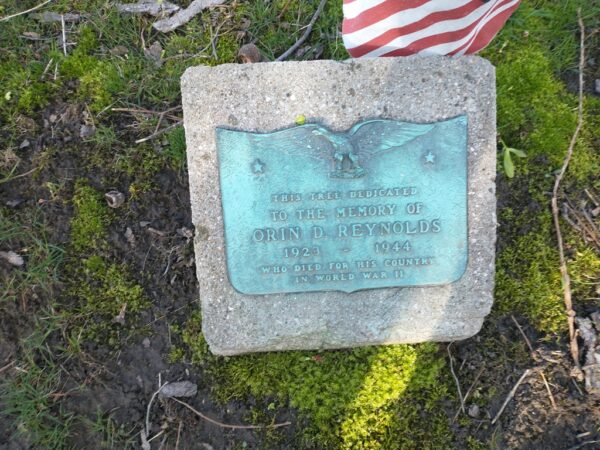 THIS TREE DEDICATED
TO THE MEMORY OF
ORIN D. REYNOLDS
1923 - 1944
WHO DIED FOR HIS COUNTRY
IN WORLD WAR II